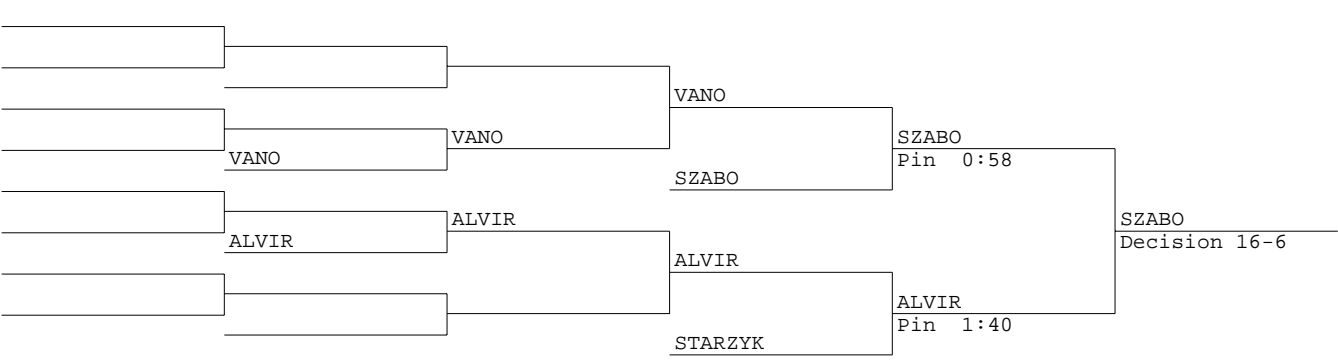 VANO
VANO
SZABO
VANO
Pin  0:58
SZABO
ALVIR
SZABO
ALVIR
Decision 16-6
ALVIR
ALVIR
Pin  1:40
STARZYK